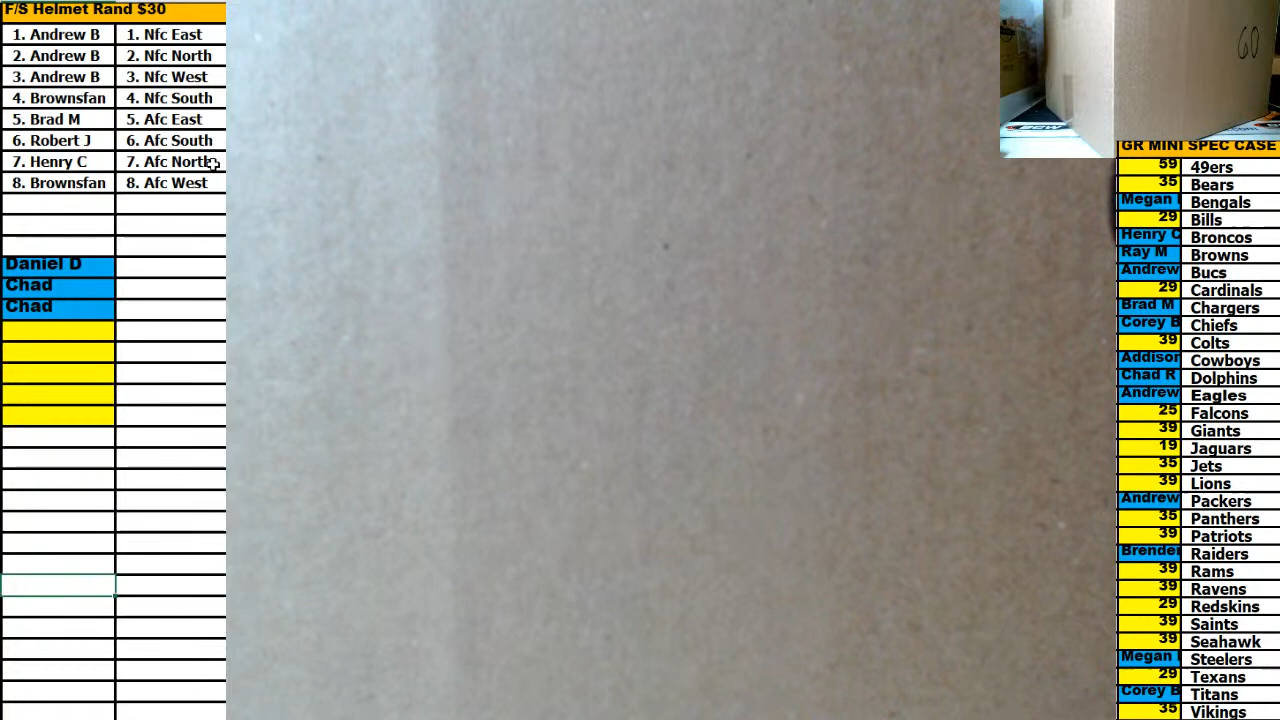 F/S Helmet Rand $30
1. Andrew B 1. Nfc East
2. Andrew B 2. Nfc North
3. Andrew B 3. Nfc West
4. Brownsfan 4. Nfc South
5. Brad M 5. Afc East
6. Robert J 6. Afc South
7. Henry C 7. Afc North
8. Brownsfan 8. Afc West
Daniel D
Chad
Chad
60
BCW
.com
GR MINI SPEC CASE
59 49ers
35 Bears
Megan Bengals
29 Bills
Henry C Broncos
Ray M Browns
Andrew Bucs
29 Cardinals
Brad M Chargers
Corey B Chiefs
39 Colts
Addison Cowboys
Chad R Dolphins
Andrew Eagles
25 Falcons
39 Giants
19 Jaguars
35 Jets
39 Lions
Andrew Packers
35 Panthers
39 Patriots
Brender Raiders
39 Rams
39 Ravens
29 Redskins
39 Saints
39 Seahawk
Megan Steelers
29 Texans
Corey B Titans
35 Vikings